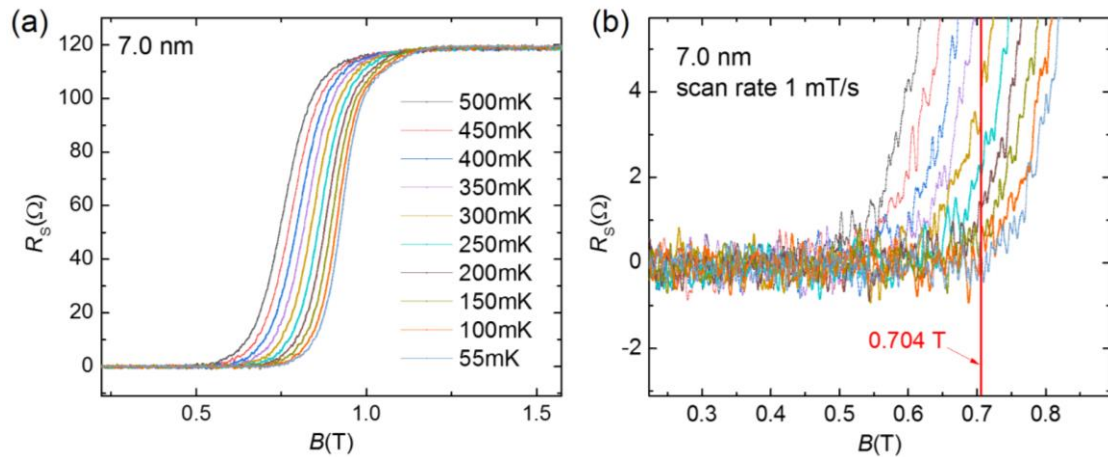 (a)
7.0 nm
120
100
80
60
40
20
0
R_S(Ω)
500mK
450mK
400mK
350mK
300mK
250mK
200mK
150mK
100mK
55mK
0.5
1.0
1.5
B(T)
(b)
7.0 nm
scan rate 1 mT/s
4
2
0
-2
R_S(Ω)
0.704 T
0.3
0.4
0.5
0.6
0.7
0.8
B(T)